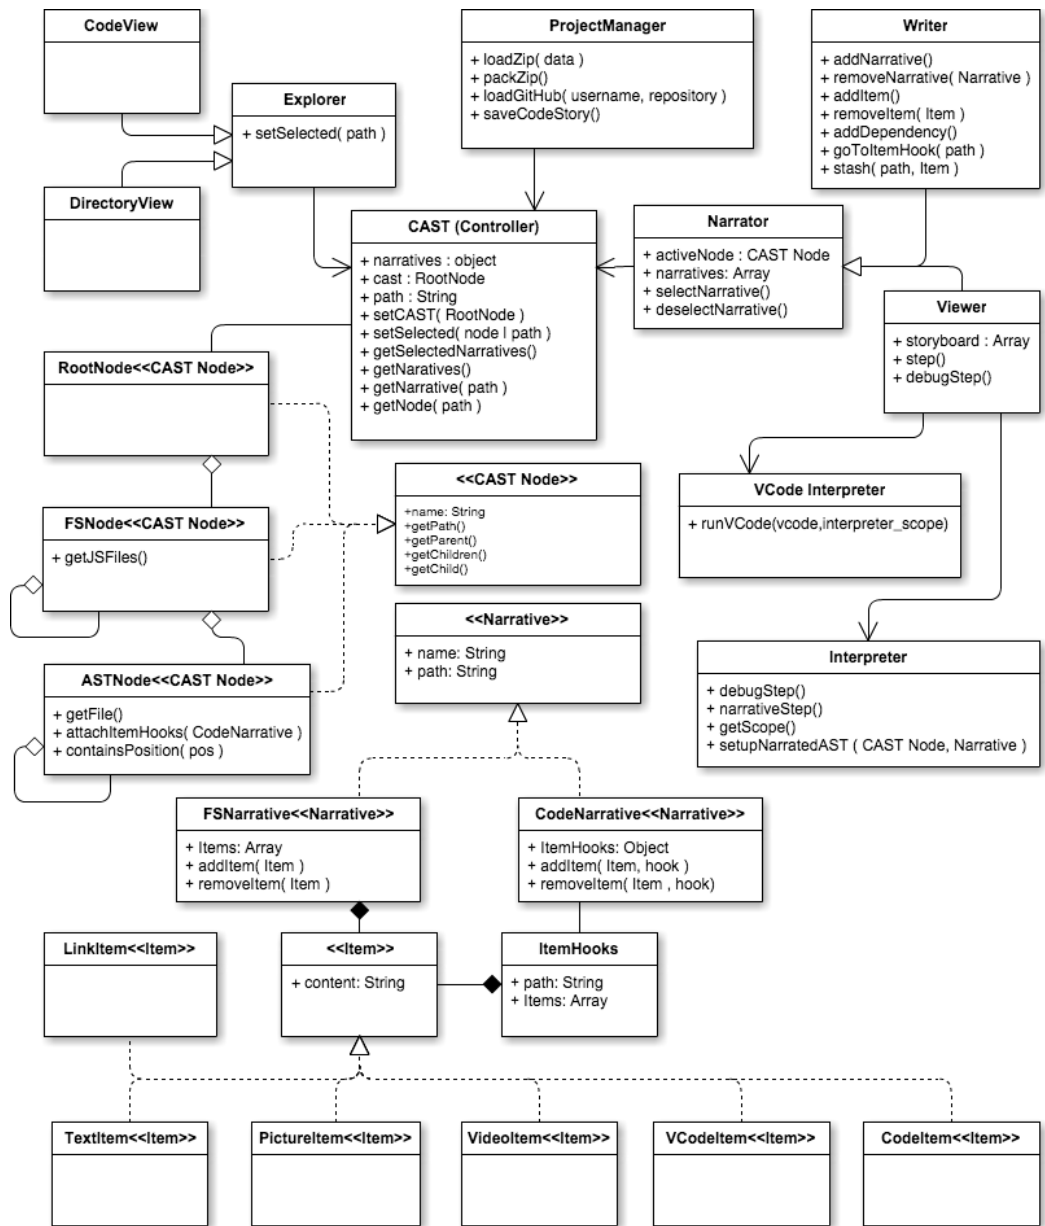 CodeView
ProjectManager
+ loadZip( data )
+ packZip()
+ loadGitHub( username, repository )
+ saveCodeStory()
Writer
+ addNarrative()
+ removeNarrative( Narrative )
+ addItem()
+ removeItem( Item )
+ addDependency()
+ goToItemHook( path )
+ stash( path, Item )
Explorer
+ setSelected( path )
DirectoryView
CAST (Controller)
+ narratives : object
+ cast : RootNode
+ path : String
+ setCAST( RootNode )
+ setSelected( node | path )
+ getSelectedNarratives()
+ getNaratives()
+ getNarrative( path )
+ getNode( path )
Narrator
+ activeNode : CAST Node
+ narratives: Array
+ selectNarrative()
+ deselectNarrative()
Viewer
+ storyboard : Array
+ step()
+ debugStep()
RootNode<<CAST Node>>
<<CAST Node>>
+name: String
+getPath()
+getParent()
+getChildren()
+getChild()
VCode Interpreter
+ runVCode(vcode,interpreter_scope)
FSNode<<CAST Node>>
+ getJSFiles()
<<Narrative>>
+ name: String
+ path: String
Interpreter
+ debugStep()
+ narrativeStep()
+ getScope()
+ setupNarratedAST ( CAST Node, Narrative )
ASTNode<<CAST Node>>
+ getFile()
+ attachItemHooks( CodeNarrative )
+ containsPosition( pos )
FSNarrative<<Narrative>>
+ Items: Array
+ addItem( Item )
+ removeItem( Item )
CodeNarrative<<Narrative>>
+ ItemHooks: Object
+ addItem( Item, hook )
+ removeItem( Item , hook)
LinkItem<<Item>>
<<Item>>
+ content: String
ItemHooks
+ path: String
+ Items: Array
TextItem<<Item>>
PictureItem<<Item>>
VideoItem<<Item>>
VCodeItem<<Item>>
CodeItem<<Item>>